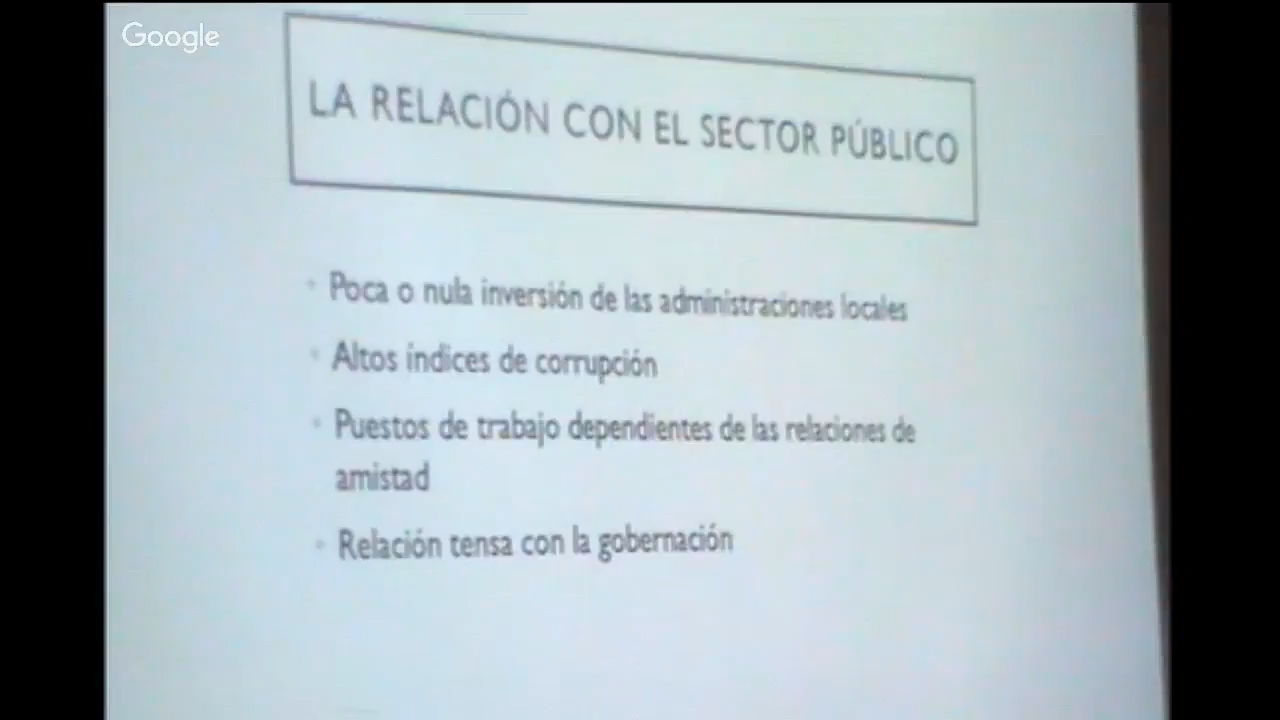 Google
LA RELACIÓN CON EL SECTOR PÚBLICO
Poca o nula inversión de las administraciones locales
Altos índices de corrupción
Puestos de trabajo dependientes de las relaciones de
amistad
Relación tensa con la gobernación